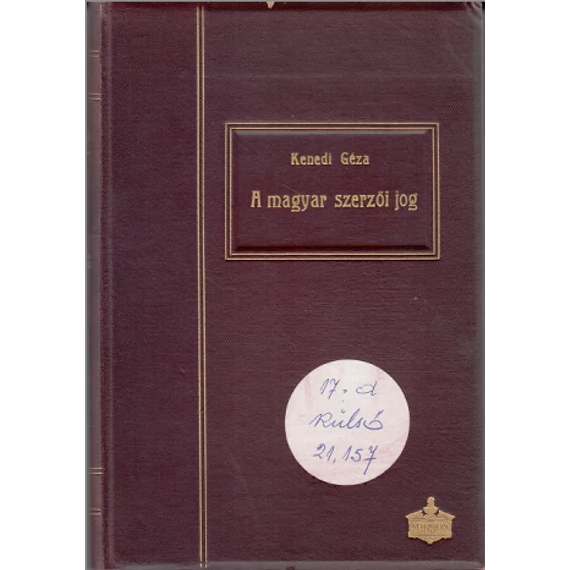 Kenedi Géza
A magyar szerzői jog
17. d
Külső
21.157